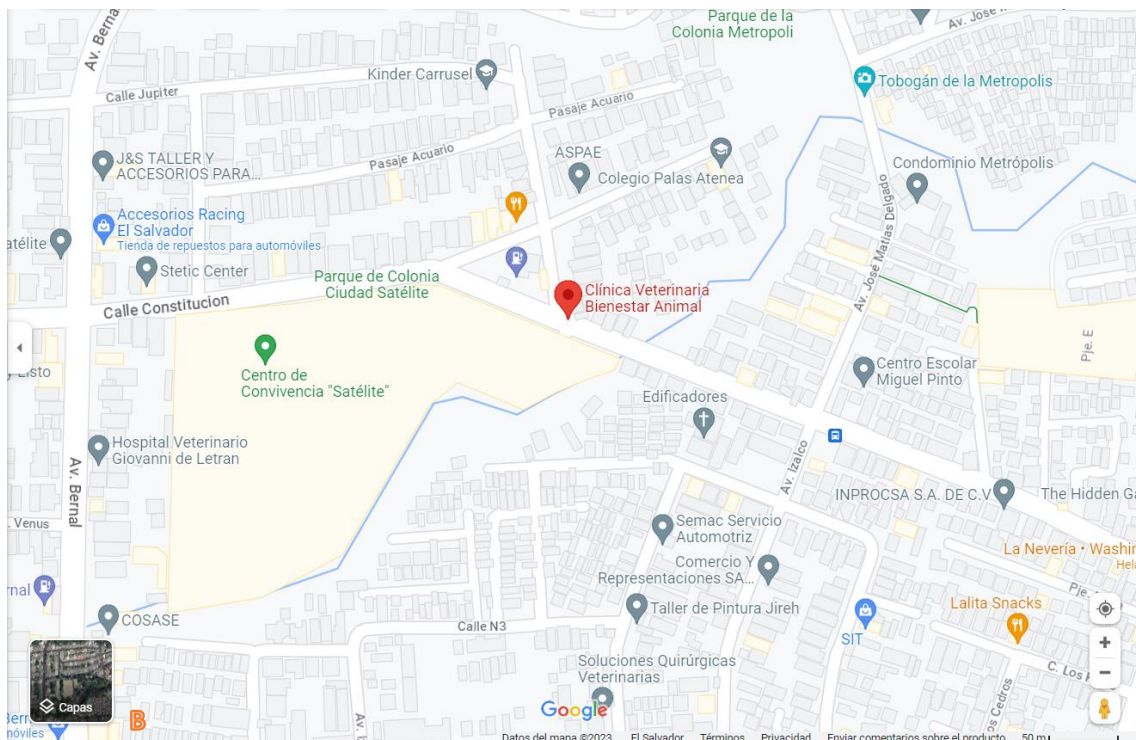 Parque de la
Colonia Metropoli
Av. José M
Av. Bernal
Kinder Carrusel
Calle Jupiter
Tobogán de la Metropolis
Pasaje Acuario
J&S TALLER Y
ACCESORIOS PARA...
Pasaje Acuario
ASPAE
Colegio Palas Atenea
Condominio Metrópolis
Accesorios Racing
El Salvador
Tienda de repuestos para automóviles
atélite
Stetic Center
Parque de Colonia
Ciudad Satélite
Av. José Matías Delgado
Clínica Veterinaria
Bienestar Animal
Calle Constitucion
Pje. E
y Listo
Centro de
Convivencia "Satélite"
Centro Escolar
Miguel Pinto
Edificadores
Hospital Veterinario
Giovanni de Letran
Av. Bernal
Av. Izalco
INPROCSA S.A. DE C.V
The Hidden Ga
. Venus
Semac Servicio
Automotriz
La Nevería • Washin
Hela
Comercio Y
Representaciones SA...
rnal
Pje.
Taller de Pintura Jireh
Lalita Snacks
COSASE
Calle N3
SIT
Soluciones Quirúrgicas
Veterinarias
C. Los
os Cedros
Capas
Av. B
Google
Berna
móviles
B
Datos del mapa ©2023 El Salvador Términos Privacidad Enviar comentarios sobre el producto 50 m